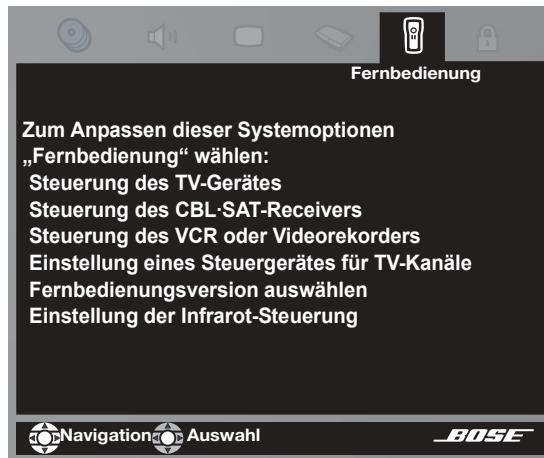 Fernbedienung
Zum Anpassen dieser Systemoptionen
„Fernbedienung“ wählen:
Steuerung des TV-Gerätes
Steuerung des CBL·SAT-Receivers
Steuerung des VCR oder Videorekorders
Einstellung eines Steuergerätes für TV-Kanäle
Fernbedienungsversion auswählen
Einstellung der Infrarot-Steuerung
Navigation Auswahl BOSE